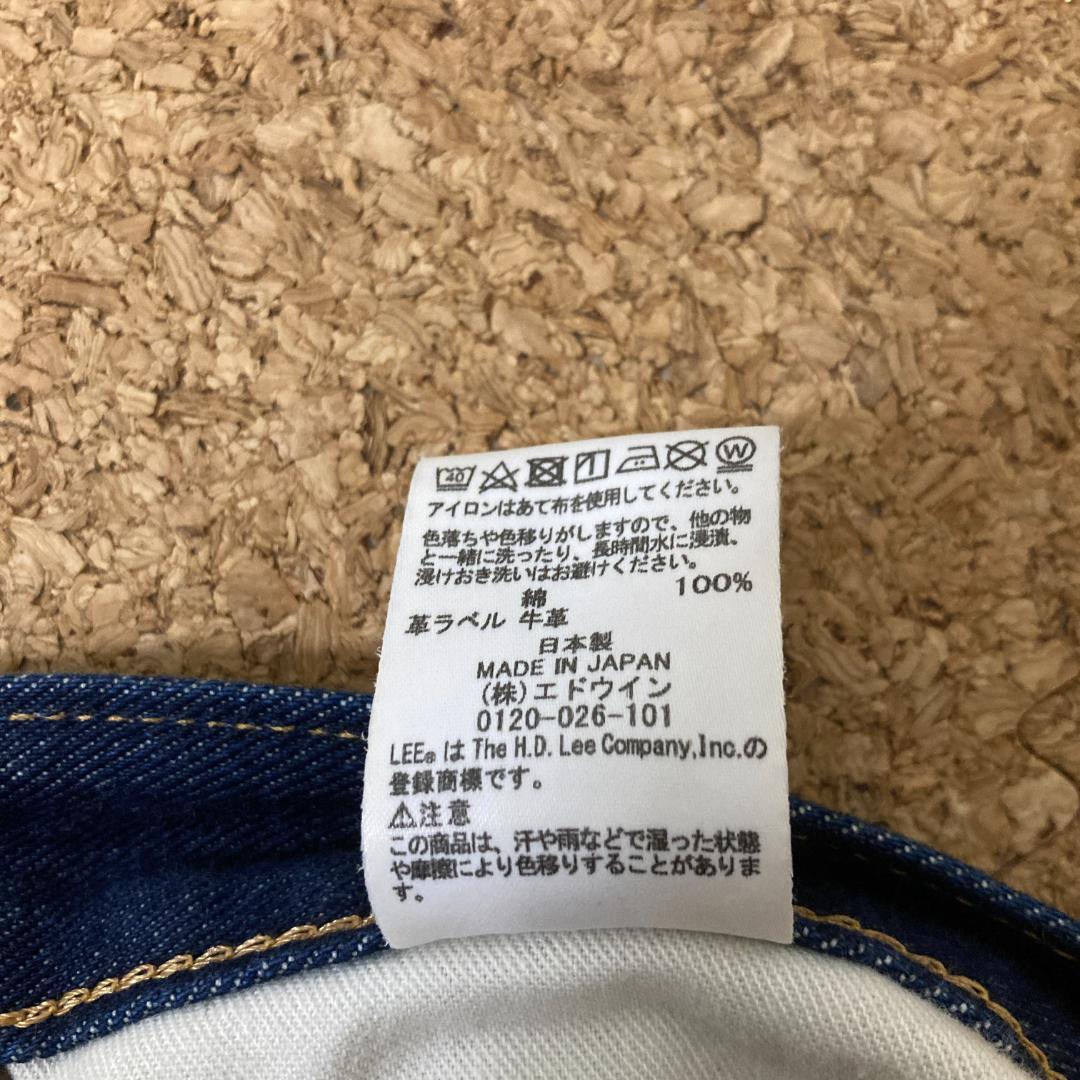 40 W
アイロンはあて布を使用してください。
色落ちや色移りがしますので、他の物
と一緒に洗ったり、長時間水に浸漬、
浸けおき洗いはお避けください。
綿 100%
革ラベル 牛革
日本製
MADE IN JAPAN
(株)エドウイン
0120-026-101
LEE® は The H.D. Lee Company,Inc.の
登録商標です。
⚠注意
この商品は、汗や雨などで湿った状態
や摩擦により色移りすることがありま
す。